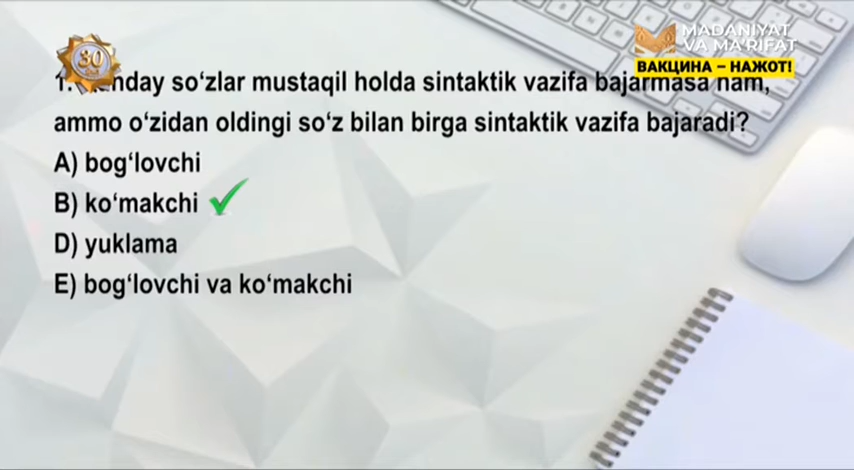 30
MADANIYAT
VA MA'RIFAT
ВАКЦИНА – НАЖОТ!
1. so‘zlar mustaqil holda sintaktik vazifa bajarmasa ham,
ammo o‘zidan oldingi so‘z bilan birga sintaktik vazifa bajaradi?
A) bog‘lovchi
B) ko‘makchi
D) yuklama
E) bog‘lovchi va ko‘makchi